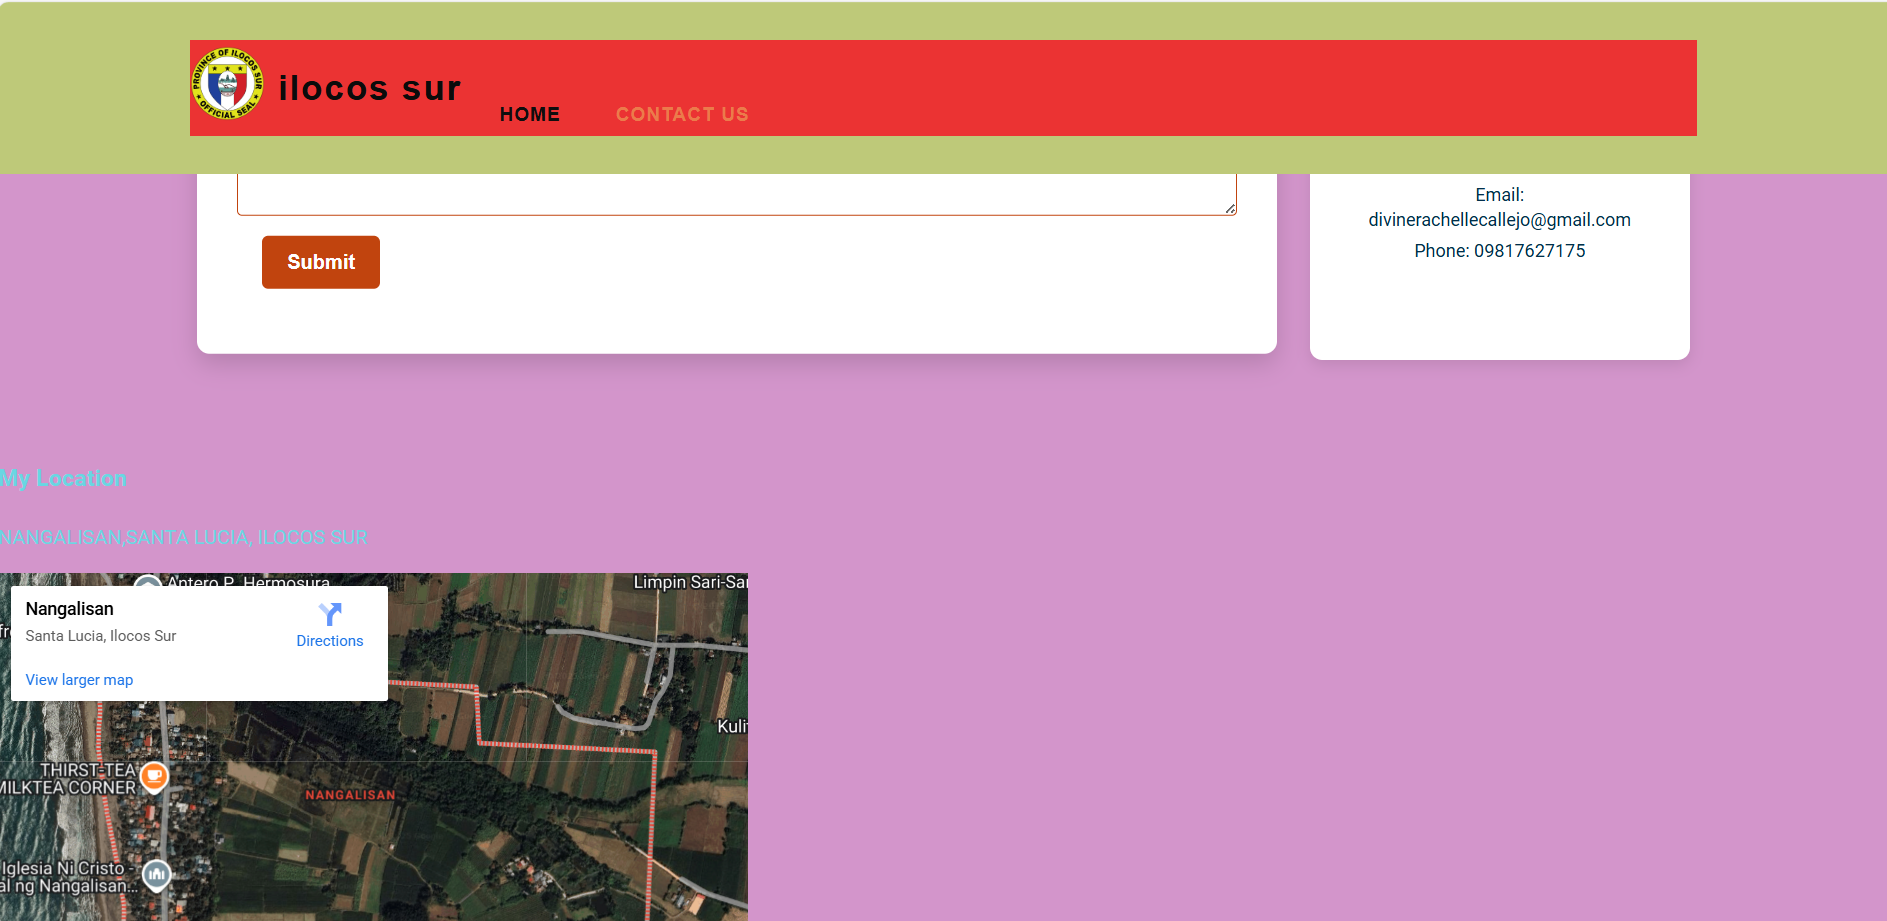 PROVINCE OF ILOCOS SUR
OFFICIAL SEAL
ilocos sur
HOME
CONTACT US
Submit
Email:
divinerachellecallejo@gmail.com
Phone: 09817627175
My Location
NANGALISAN,SANTA LUCIA, ILOCOS SUR
Antero P. Hermosura
Limpin Sari-Sar
Nangalisan
Santa Lucia, Ilocos Sur
Directions
View larger map
Kulit
THIRST-TEA
MILKTEA CORNER
NANGALISAN
Iglesia Ni Cristo -
al ng Nangalisan...